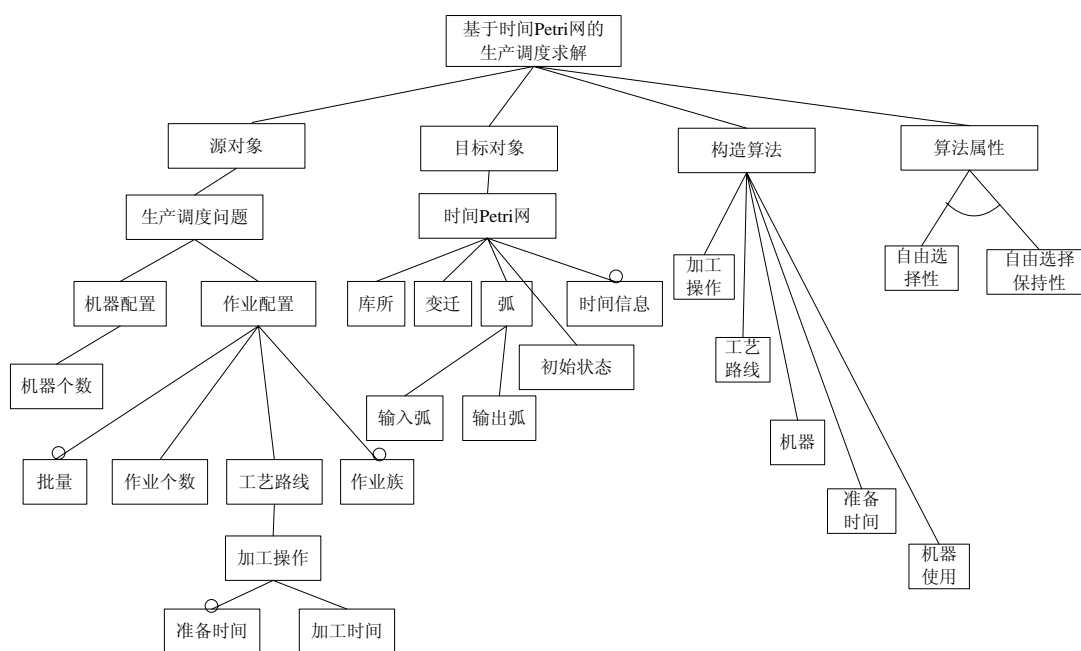 基于时间Petri网的
生产调度求解
源对象
目标对象
构造算法
算法属性
生产调度问题
时间Petri网
自由选
择性
自由选择
保持性
加工
操作
机器配置
作业配置
库所
变迁
弧
时间信息
工艺
路线
初始状态
机器个数
输入弧
输出弧
机器
批量
作业个数
工艺路线
作业族
准备
时间
加工操作
机器
使用
准备时间
加工时间